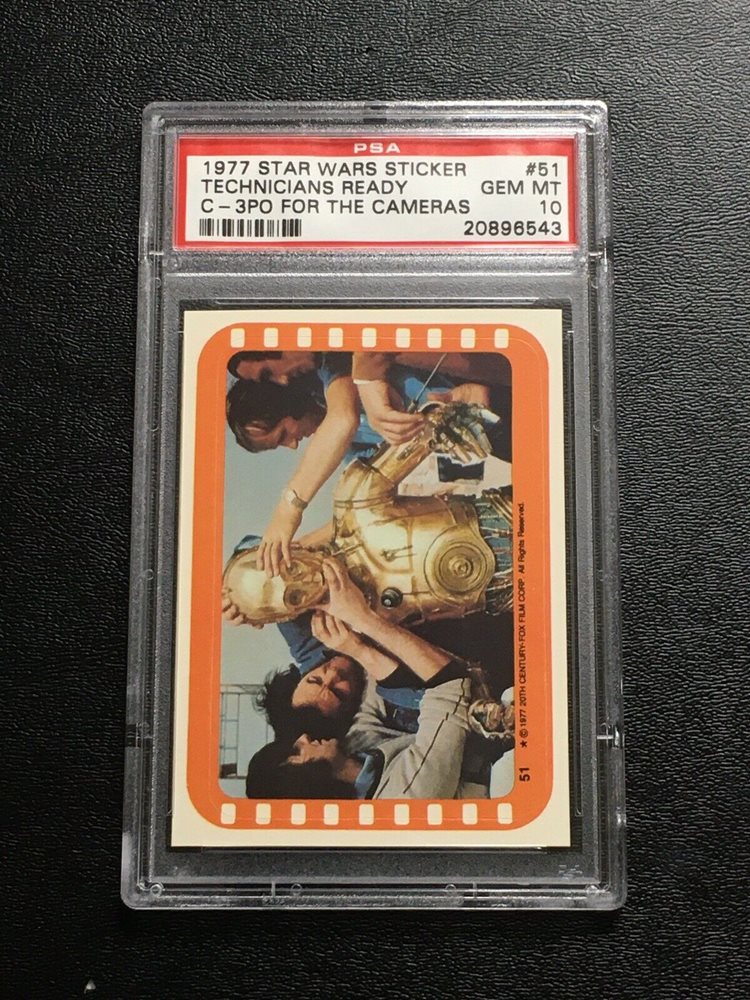 PSA
1977 STAR WARS STICKER #51
TECHNICIANS READY GEM MT
C-3PO FOR THE CAMERAS 10
20896543
51 ★ © 1977 20TH CENTURY-FOX FILM CORP. All Rights Reserved.